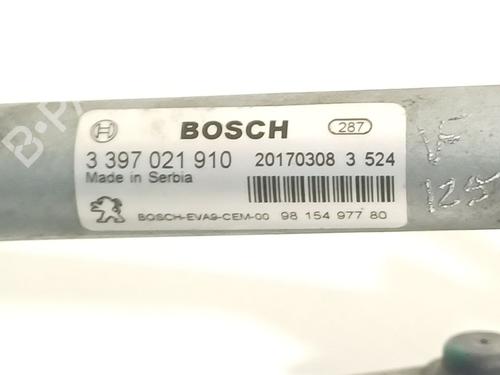 BOSCH
287
3 397 021 910
20170308 3 524
Made in Serbia
BOSCH-EVA9-CEM-00
98 154 977 80